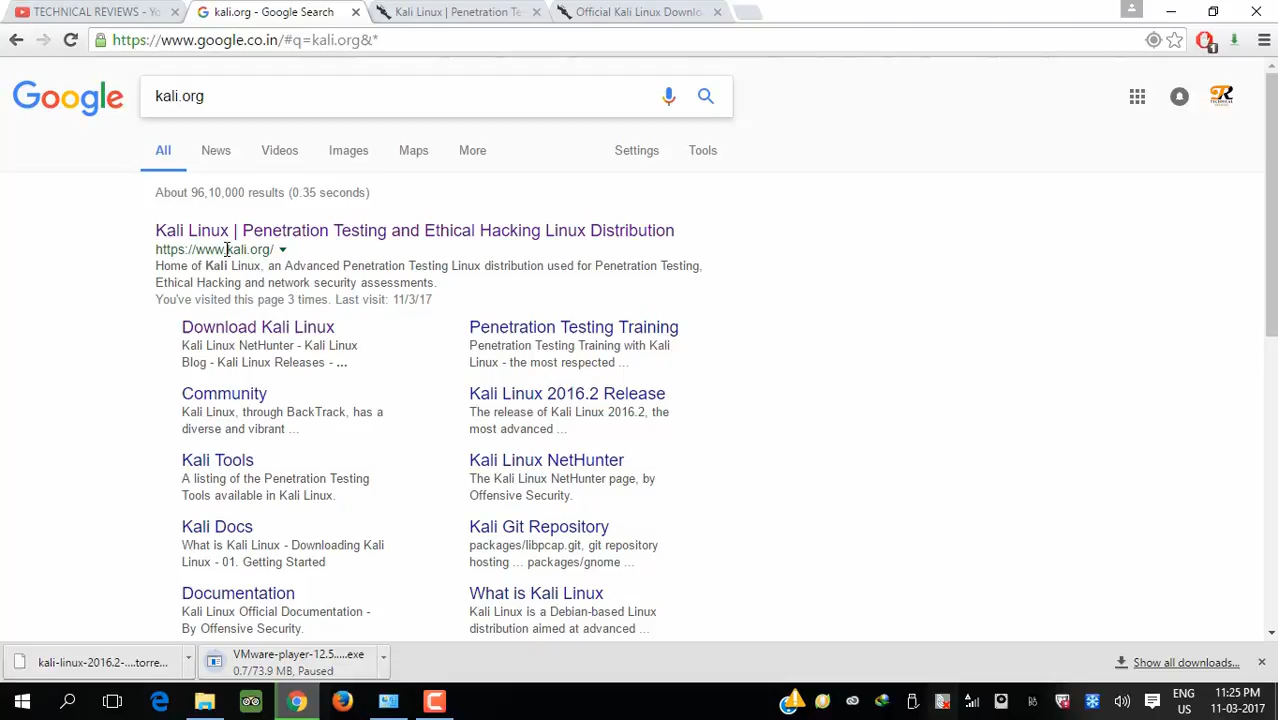 TECHNICAL REVIEWS - Yo
kali.org - Google Search
Kali Linux | Penetration Te
Official Kali Linux Downlo
https://www.google.co.in/#q=kali.org&*
1
Google
kali.org
All
News
Videos
Images
Maps
More
Settings
Tools
About 96,10,000 results (0.35 seconds)
Kali Linux | Penetration Testing and Ethical Hacking Linux Distribution
https://www.kali.org/
Home of Kali Linux, an Advanced Penetration Testing Linux distribution used for Penetration Testing,
Ethical Hacking and network security assessments.
You've visited this page 3 times. Last visit: 11/3/17
Download Kali Linux
Kali Linux NetHunter - Kali Linux
Blog - Kali Linux Releases - ...
Penetration Testing Training
Penetration Testing Training with Kali
Linux - the most respected ...
Community
Kali Linux, through BackTrack, has a
diverse and vibrant ...
Kali Linux 2016.2 Release
The release of Kali Linux 2016.2, the
most advanced ...
Kali Tools
A listing of the Penetration Testing
Tools available in Kali Linux.
Kali Linux NetHunter
The Kali Linux NetHunter page, by
Offensive Security.
Kali Docs
What is Kali Linux - Downloading Kali
Linux - 01. Getting Started
Kali Git Repository
packages/libpcap.git, git repository
hosting ... packages/gnome ...
Documentation
Kali Linux Official Documentation -
By Offensive Security.
What is Kali Linux
Kali Linux is a Debian-based Linux
distribution aimed at advanced ...
kali-linux-2016.2-....torre...
VMware-player-12.5.....exe
0.7/73.9 MB, Paused
Show all downloads...
ENG
US
11:25 PM
11-03-2017